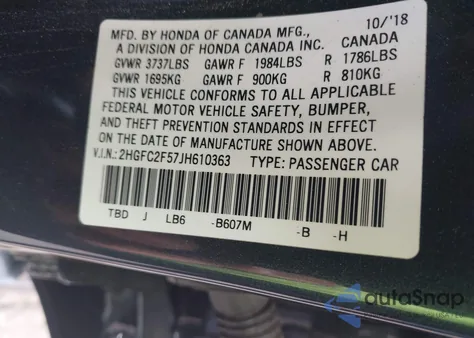 MFD. BY HONDA OF CANADA MFG., 10/'18
A DIVISION OF HONDA CANADA INC. CANADA
GVWR 3737LBS GAWR F 1984LBS R 1786LBS
GVWR 1695KG GAWR F 900KG R 810KG
THIS VEHICLE CONFORMS TO ALL APPLICABLE
FEDERAL MOTOR VEHICLE SAFETY, BUMPER,
AND THEFT PREVENTION STANDARDS IN EFFECT
ON THE DATE OF MANUFACTURE SHOWN ABOVE.
V.I.N.: 2HGFC2F57JH610363 TYPE: PASSENGER CAR
TBD J LB6 -B607M -B -H
autoSnap